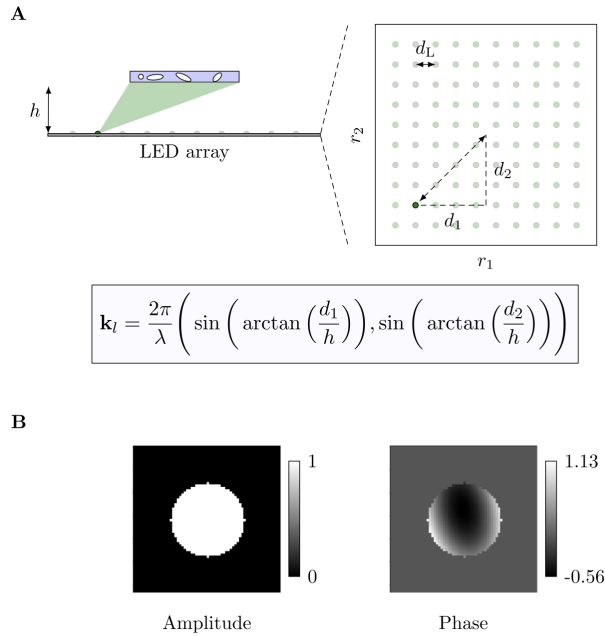 A
h
LED array
d_L
r_2
d_2
d_1
r_1
k_l = 2π/λ ( sin ( arctan ( d_1/h ) ), sin ( arctan ( d_2/h ) ) )
B
1
0
1.13
-0.56
Amplitude
Phase